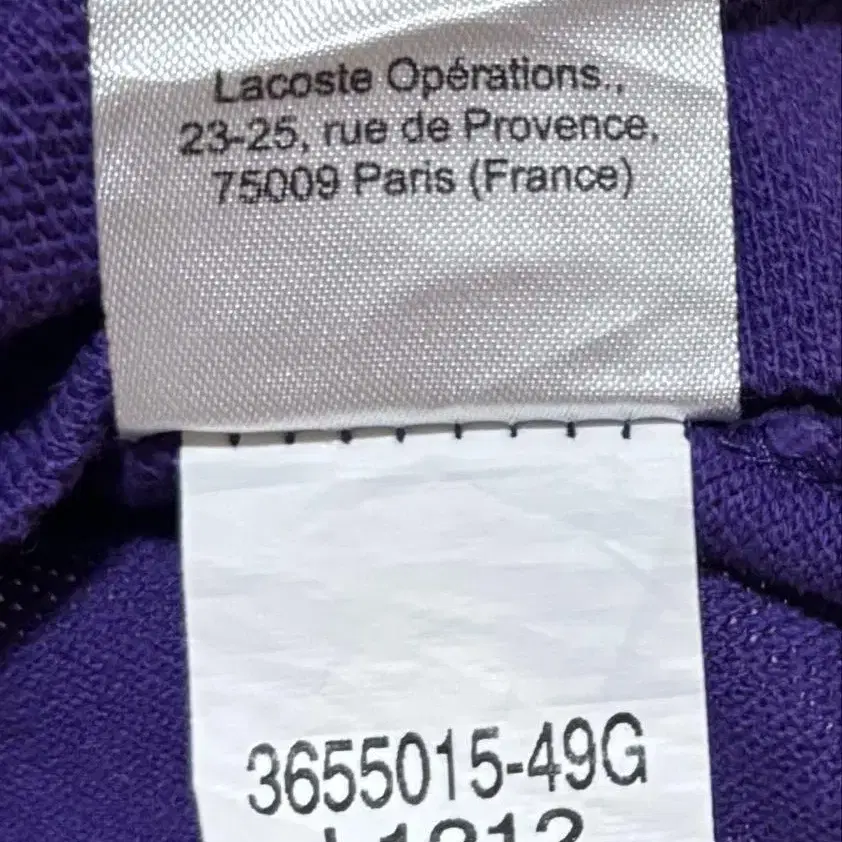 Lacoste Opérations.,
23-25, rue de Provence,
75009 Paris (France)
3655015-49G